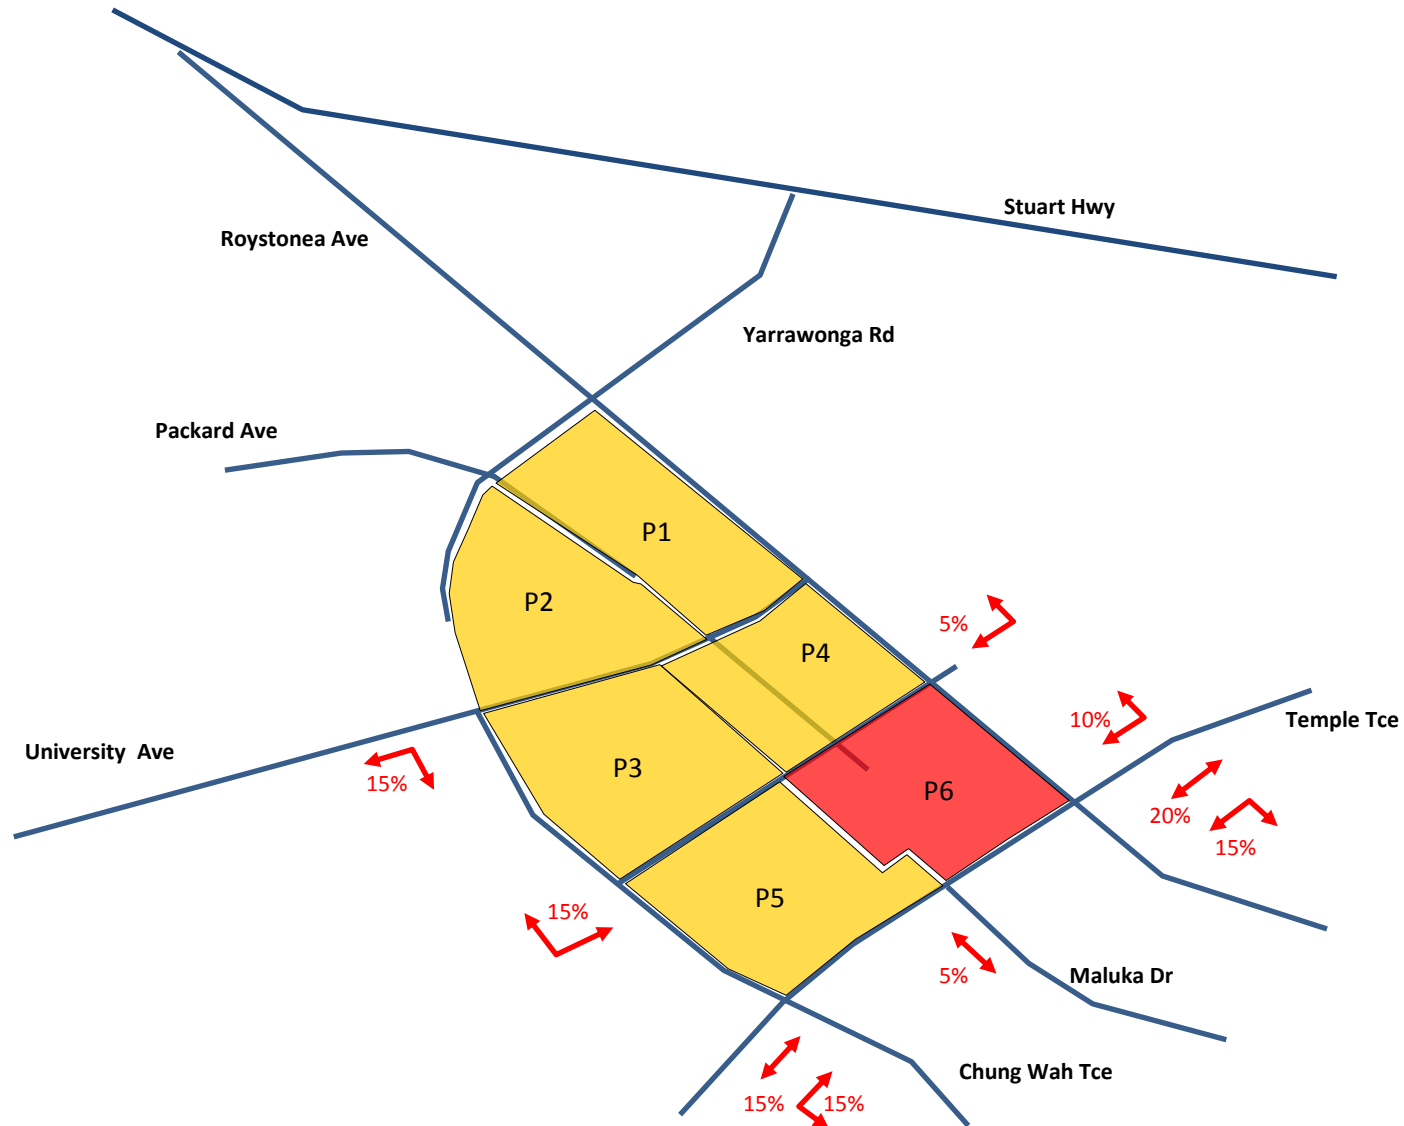 Stuart Hwy
Roystonea Ave
Yarrawonga Rd
Packard Ave
P1
P2
5%
P4
10%
Temple Tce
University Ave
15%
P3
P6
20%
15%
P5
15%
5%
Maluka Dr
Chung Wah Tce
15%
15%